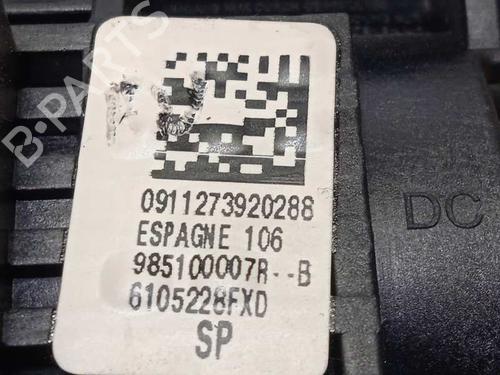 B-PARTS
0911273920288
ESPAGNE 106
985100007R--B
6105228FXD
SP
DC